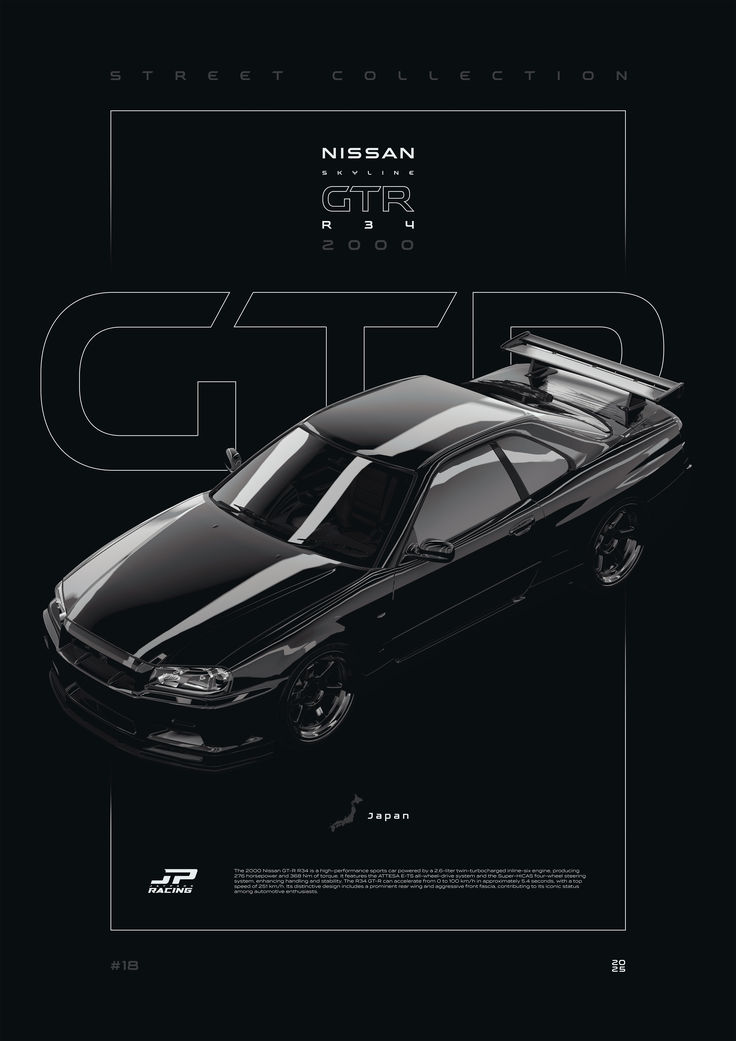 STREET COLLECTION
NISSAN
SKYLINE
GTR
R34
2000
GTR
Japan
JP
RACING
The 2000 Nissan GT-R R34 is a high-performance sports car powered by a 2.6-liter twin-turbocharged inline-six engine, producing
276 horsepower and 368 Nm of torque. It features the ATTESA E-TS all-wheel-drive system and the Super-HICAS four-wheel steering
system, enhancing handling and stability. The R34 GT-R can accelerate from 0 to 100 km/h in approximately 5.4 seconds, with a top
speed of 251 km/h. Its distinctive design includes a prominent rear wing and aggressive front fascia, contributing to its iconic status
among automotive enthusiasts.
#18
20
25